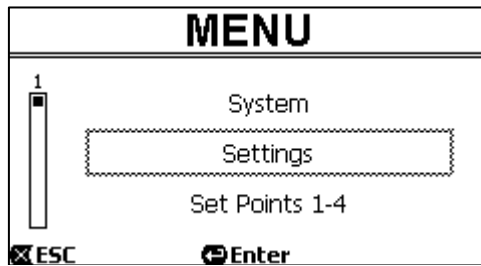 MENU
1
System
Settings
Set Points 1-4
ESC Enter